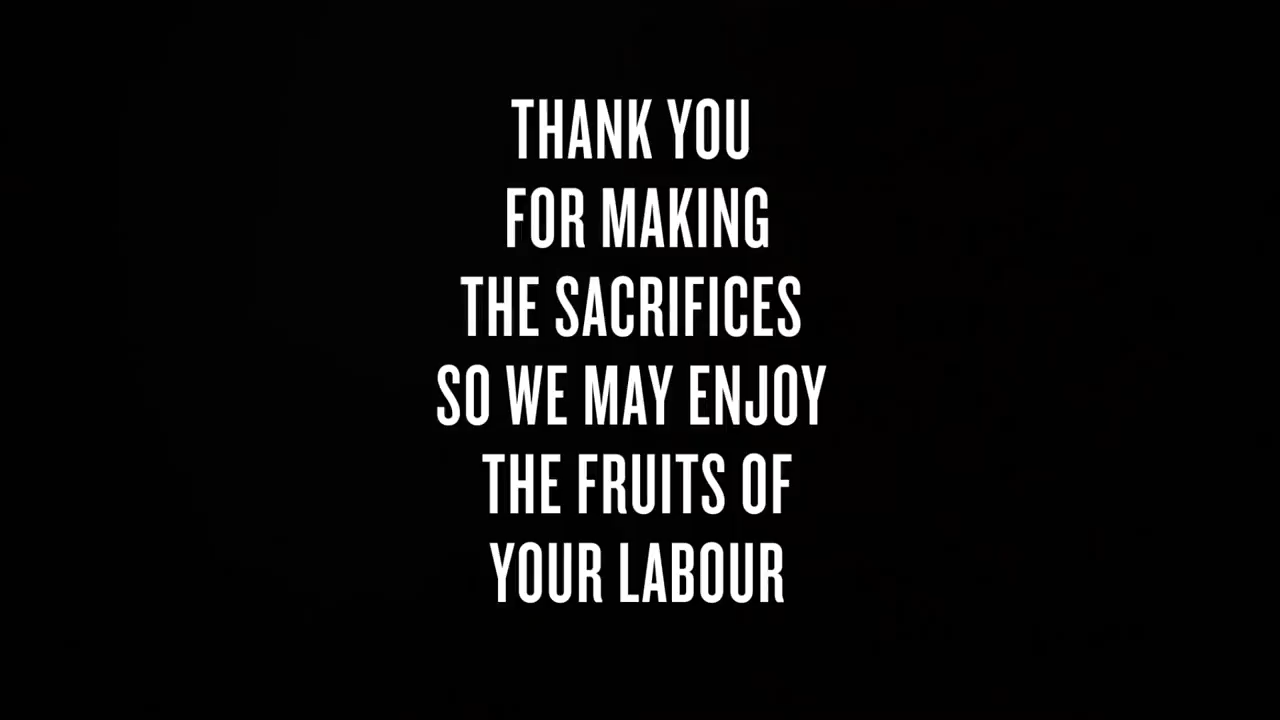 THANK YOU
FOR MAKING
THE SACRIFICES
SO WE MAY ENJOY
THE FRUITS OF
YOUR LABOUR